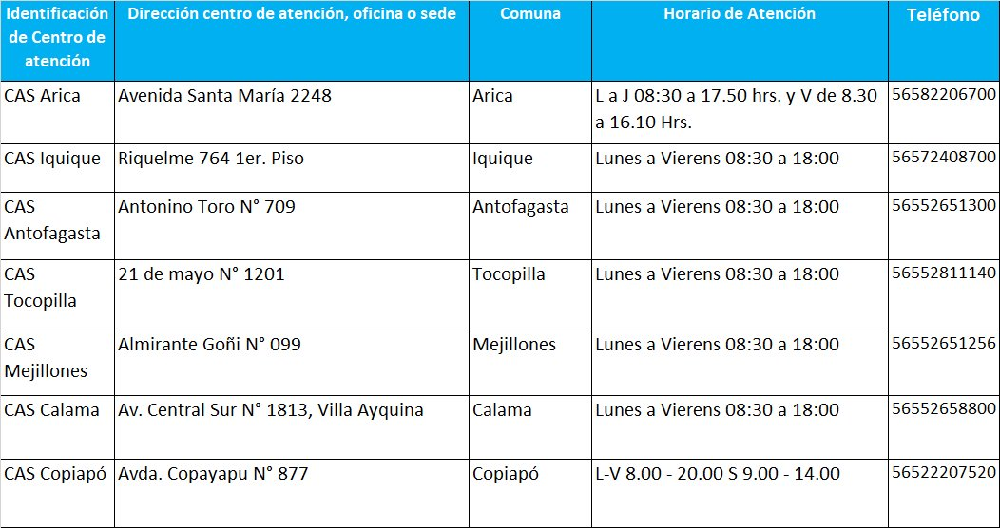 Identificación de Centro de atención | Dirección centro de atención, oficina o sede | Comuna | Horario de Atención | Teléfono
CAS Arica | Avenida Santa María 2248 | Arica | L a J 08:30 a 17.50 hrs. y V de 8.30 a 16.10 Hrs. | 56582206700
CAS Iquique | Riquelme 764 1er. Piso | Iquique | Lunes a Vierens 08:30 a 18:00 | 56572408700
CAS Antofagasta | Antonino Toro N° 709 | Antofagasta | Lunes a Vierens 08:30 a 18:00 | 56552651300
CAS Tocopilla | 21 de mayo N° 1201 | Tocopilla | Lunes a Vierens 08:30 a 18:00 | 56552811140
CAS Mejillones | Almirante Goñi N° 099 | Mejillones | Lunes a Vierens 08:30 a 18:00 | 56552651256
CAS Calama | Av. Central Sur N° 1813, Villa Ayquina | Calama | Lunes a Vierens 08:30 a 18:00 | 56552658800
CAS Copiapó | Avda. Copayapu N° 877 | Copiapó | L-V 8.00 - 20.00 S 9.00 - 14.00 | 56522207520